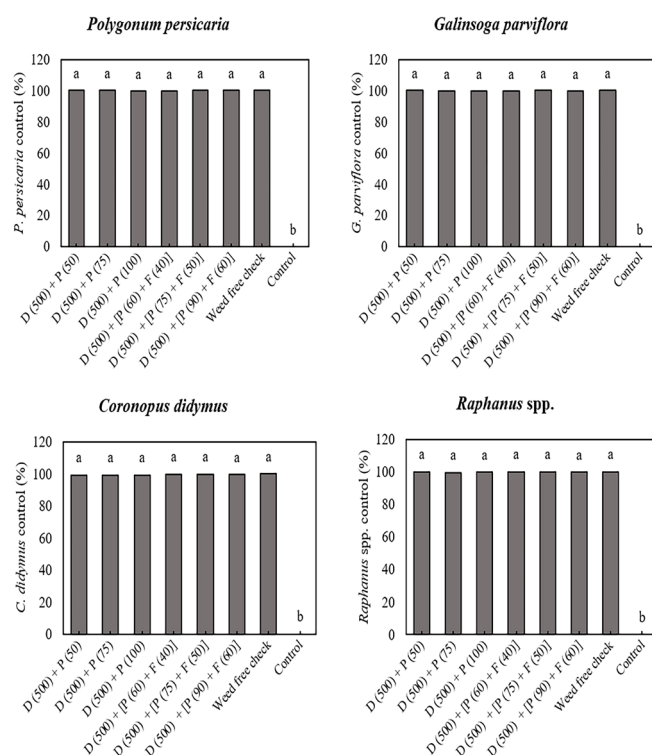 Polygonum persicaria
P. persicaria control (%)
120
100
80
60
40
20
0
a a a a a a a b
D (500) + P (50)
D (500) + P (75)
D (500) + P (100)
D (500) + [P (60) + F (40)]
D (500) + [P (75) + F (50)]
D (500) + [P (90) + F (60)]
Weed free check
Control
Galinsoga parviflora
G. parviflora control (%)
120
100
80
60
40
20
0
a a a a a a a b
D (500) + P (50)
D (500) + P (75)
D (500) + P (100)
D (500) + [P (60) + F (40)]
D (500) + [P (75) + F (50)]
D (500) + [P (90) + F (60)]
Weed free check
Control
Coronopus didymus
C. didymus control (%)
120
100
80
60
40
20
0
a a a a a a a b
D (500) + P (50)
D (500) + P (75)
D (500) + P (100)
D (500) + [P (60) + F (40)]
D (500) + [P (75) + F (50)]
D (500) + [P (90) + F (60)]
Weed free check
Control
Raphanus spp.
Raphanus spp. control (%)
120
100
80
60
40
20
0
a a a a a a a b
D (500) + P (50)
D (500) + P (75)
D (500) + P (100)
D (500) + [P (60) + F (40)]
D (500) + [P (75) + F (50)]
D (500) + [P (90) + F (60)]
Weed free check
Control